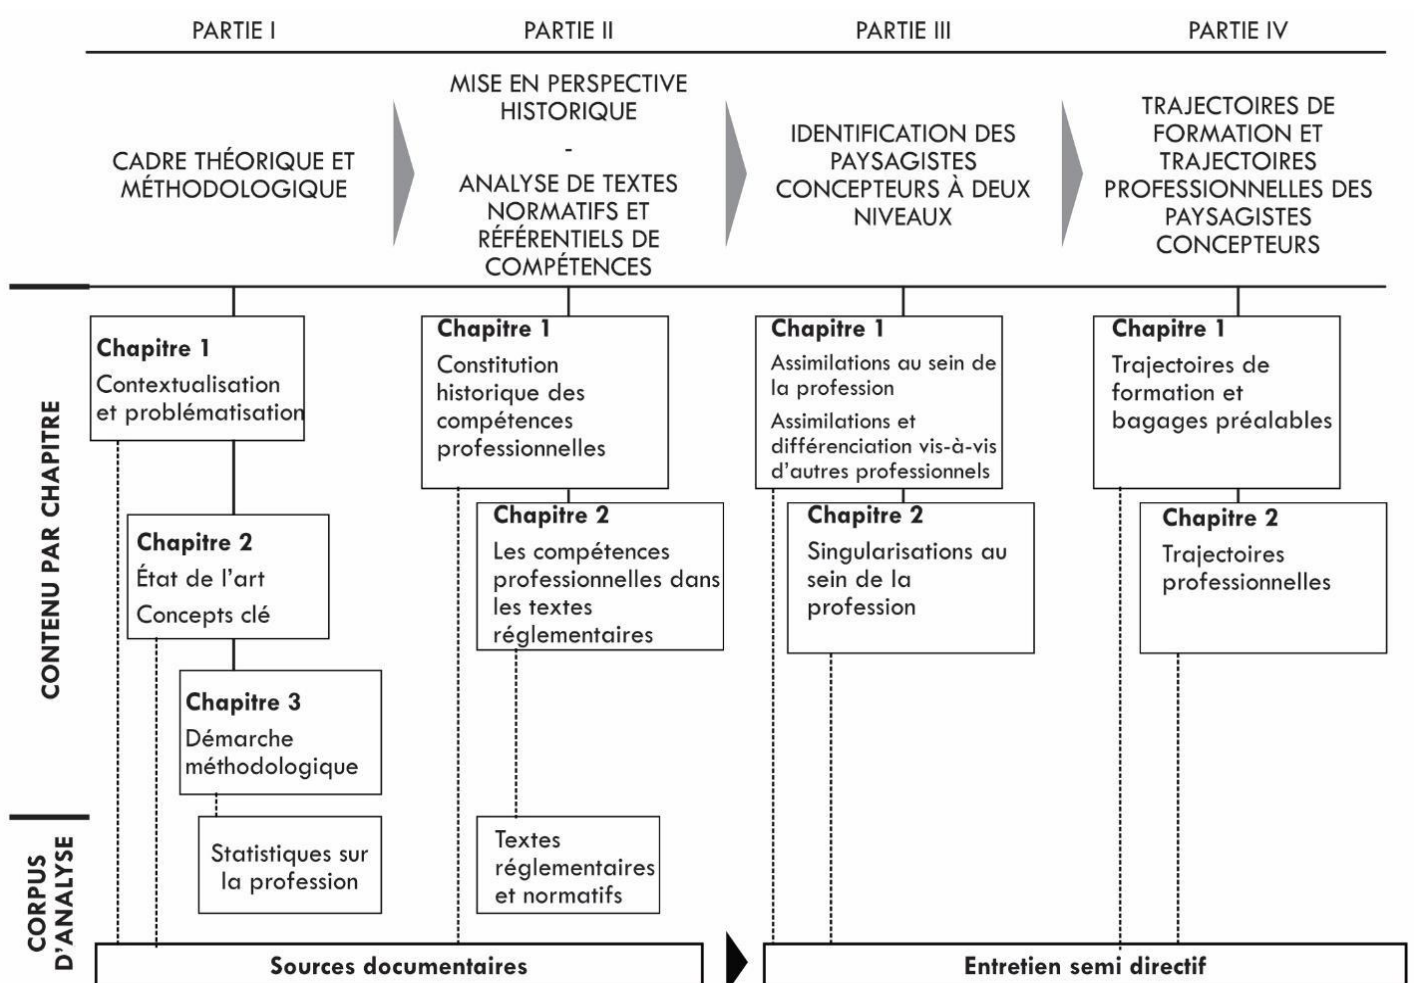 PARTIE I
PARTIE II
PARTIE III
PARTIE IV
CADRE THÉORIQUE ET
MÉTHODOLOGIQUE
MISE EN PERSPECTIVE
HISTORIQUE
-
ANALYSE DE TEXTES
NORMATIFS ET
RÉFÉRENTIELS DE
COMPÉTENCES
IDENTIFICATION DES
PAYSAGISTES
CONCEPTEURS À DEUX
NIVEAUX
TRAJECTOIRES DE
FORMATION ET
TRAJECTOIRES
PROFESSIONNELLES DES
PAYSAGISTES
CONCEPTEURS
CONTENU PAR CHAPITRE
Chapitre 1
Contextualisation
et problématisation
Chapitre 2
État de l'art
Concepts clé
Chapitre 3
Démarche
méthodologique
Chapitre 1
Constitution
historique des
compétences
professionnelles
Chapitre 2
Les compétences
professionnelles dans
les textes
réglementaires
Chapitre 1
Assimilations au sein de
la profession
Assimilations et
différenciation vis-à-vis
d'autres professionnels
Chapitre 2
Singularisations au
sein de la
profession
Chapitre 1
Trajectoires de
formation et
bagages préalables
Chapitre 2
Trajectoires
professionnelles
CORPUS
D'ANALYSE
Statistiques sur
la profession
Textes
réglementaires
et normatifs
Sources documentaires
Entretien semi directif